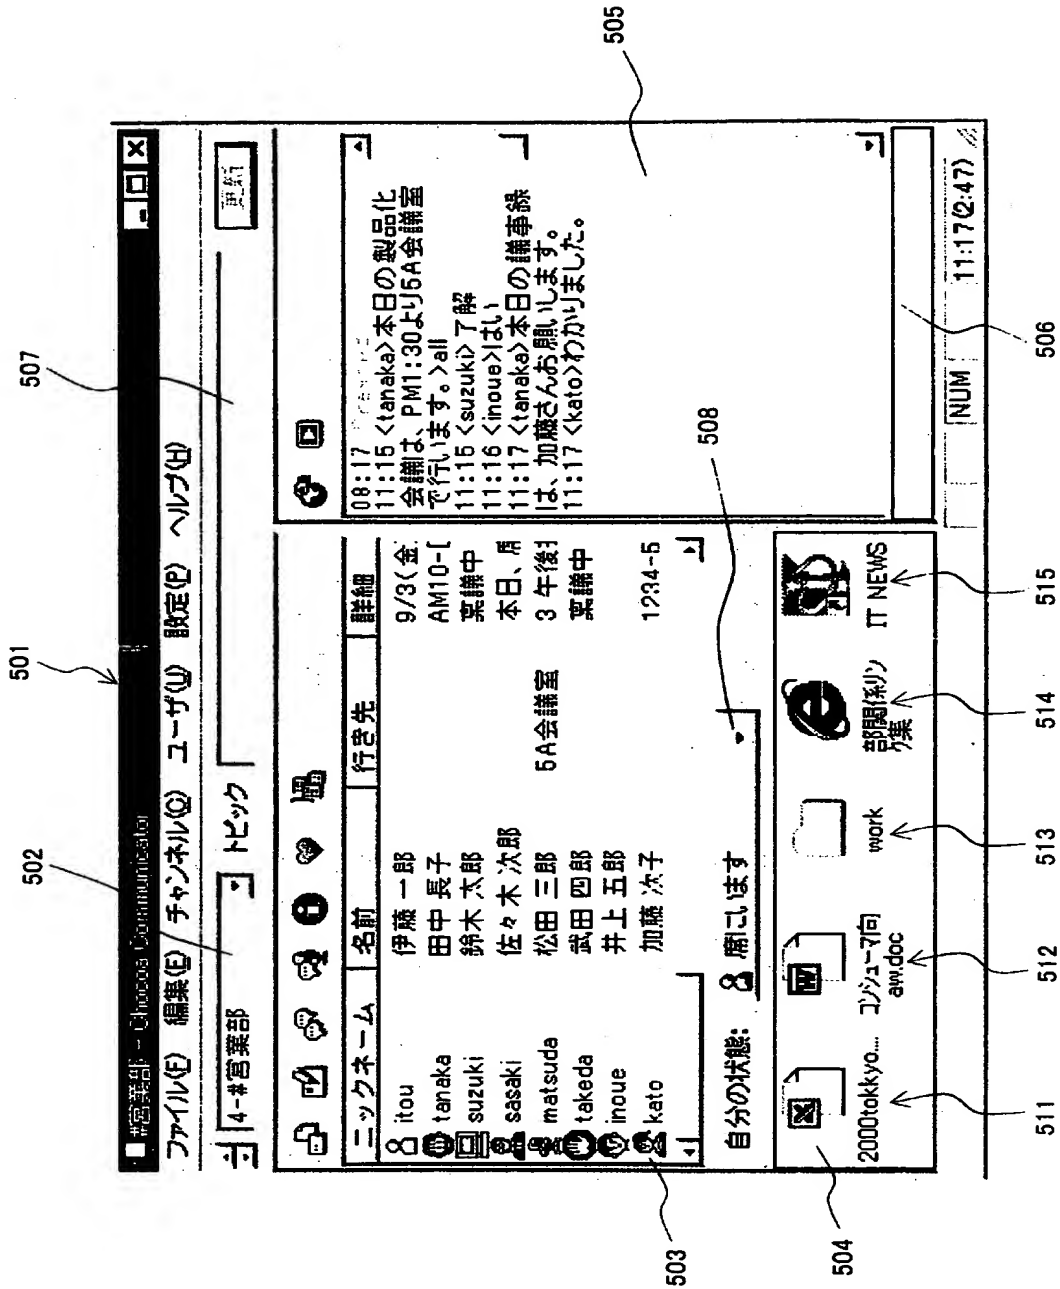 501
507
502
#営業部 - Chocoa Communicator
ファイル(F) 編集(E) チャンネル(C) ユーザ(U) 設定(P) ヘルプ(H)
4-#営業部
トピック
更新
ニックネーム 名前 行き先 詳細
itou 伊藤 一郎 9/3(金
tanaka 田中 長子 AM10-
suzuki 鈴木 太郎 稟議中
sasaki 佐々木 次郎 本日、
matsuda 松田 三郎 5A会議室 3 午後
takeda 武田 四郎 稟議中
inoue 井上 五郎
kato 加藤 次子 1234-5
自分の状態:
席にいます
08:17
11:15 <tanaka>本日の製品化
会議は、PM1:30より5A会議室
で行います。>all
11:15 <suzuki>了解
11:16 <inoue>はい
11:17 <tanaka>本日の議事録
は、加藤さんお願いします。
11:17 <kato>わかりました。
2000tokkyo....
コンシューマ向
aw.doc
work
部関係リン
ク集
IT NEWS
NUM
11:17(2:47)
503
504
505
506
508
511
512
513
514
515